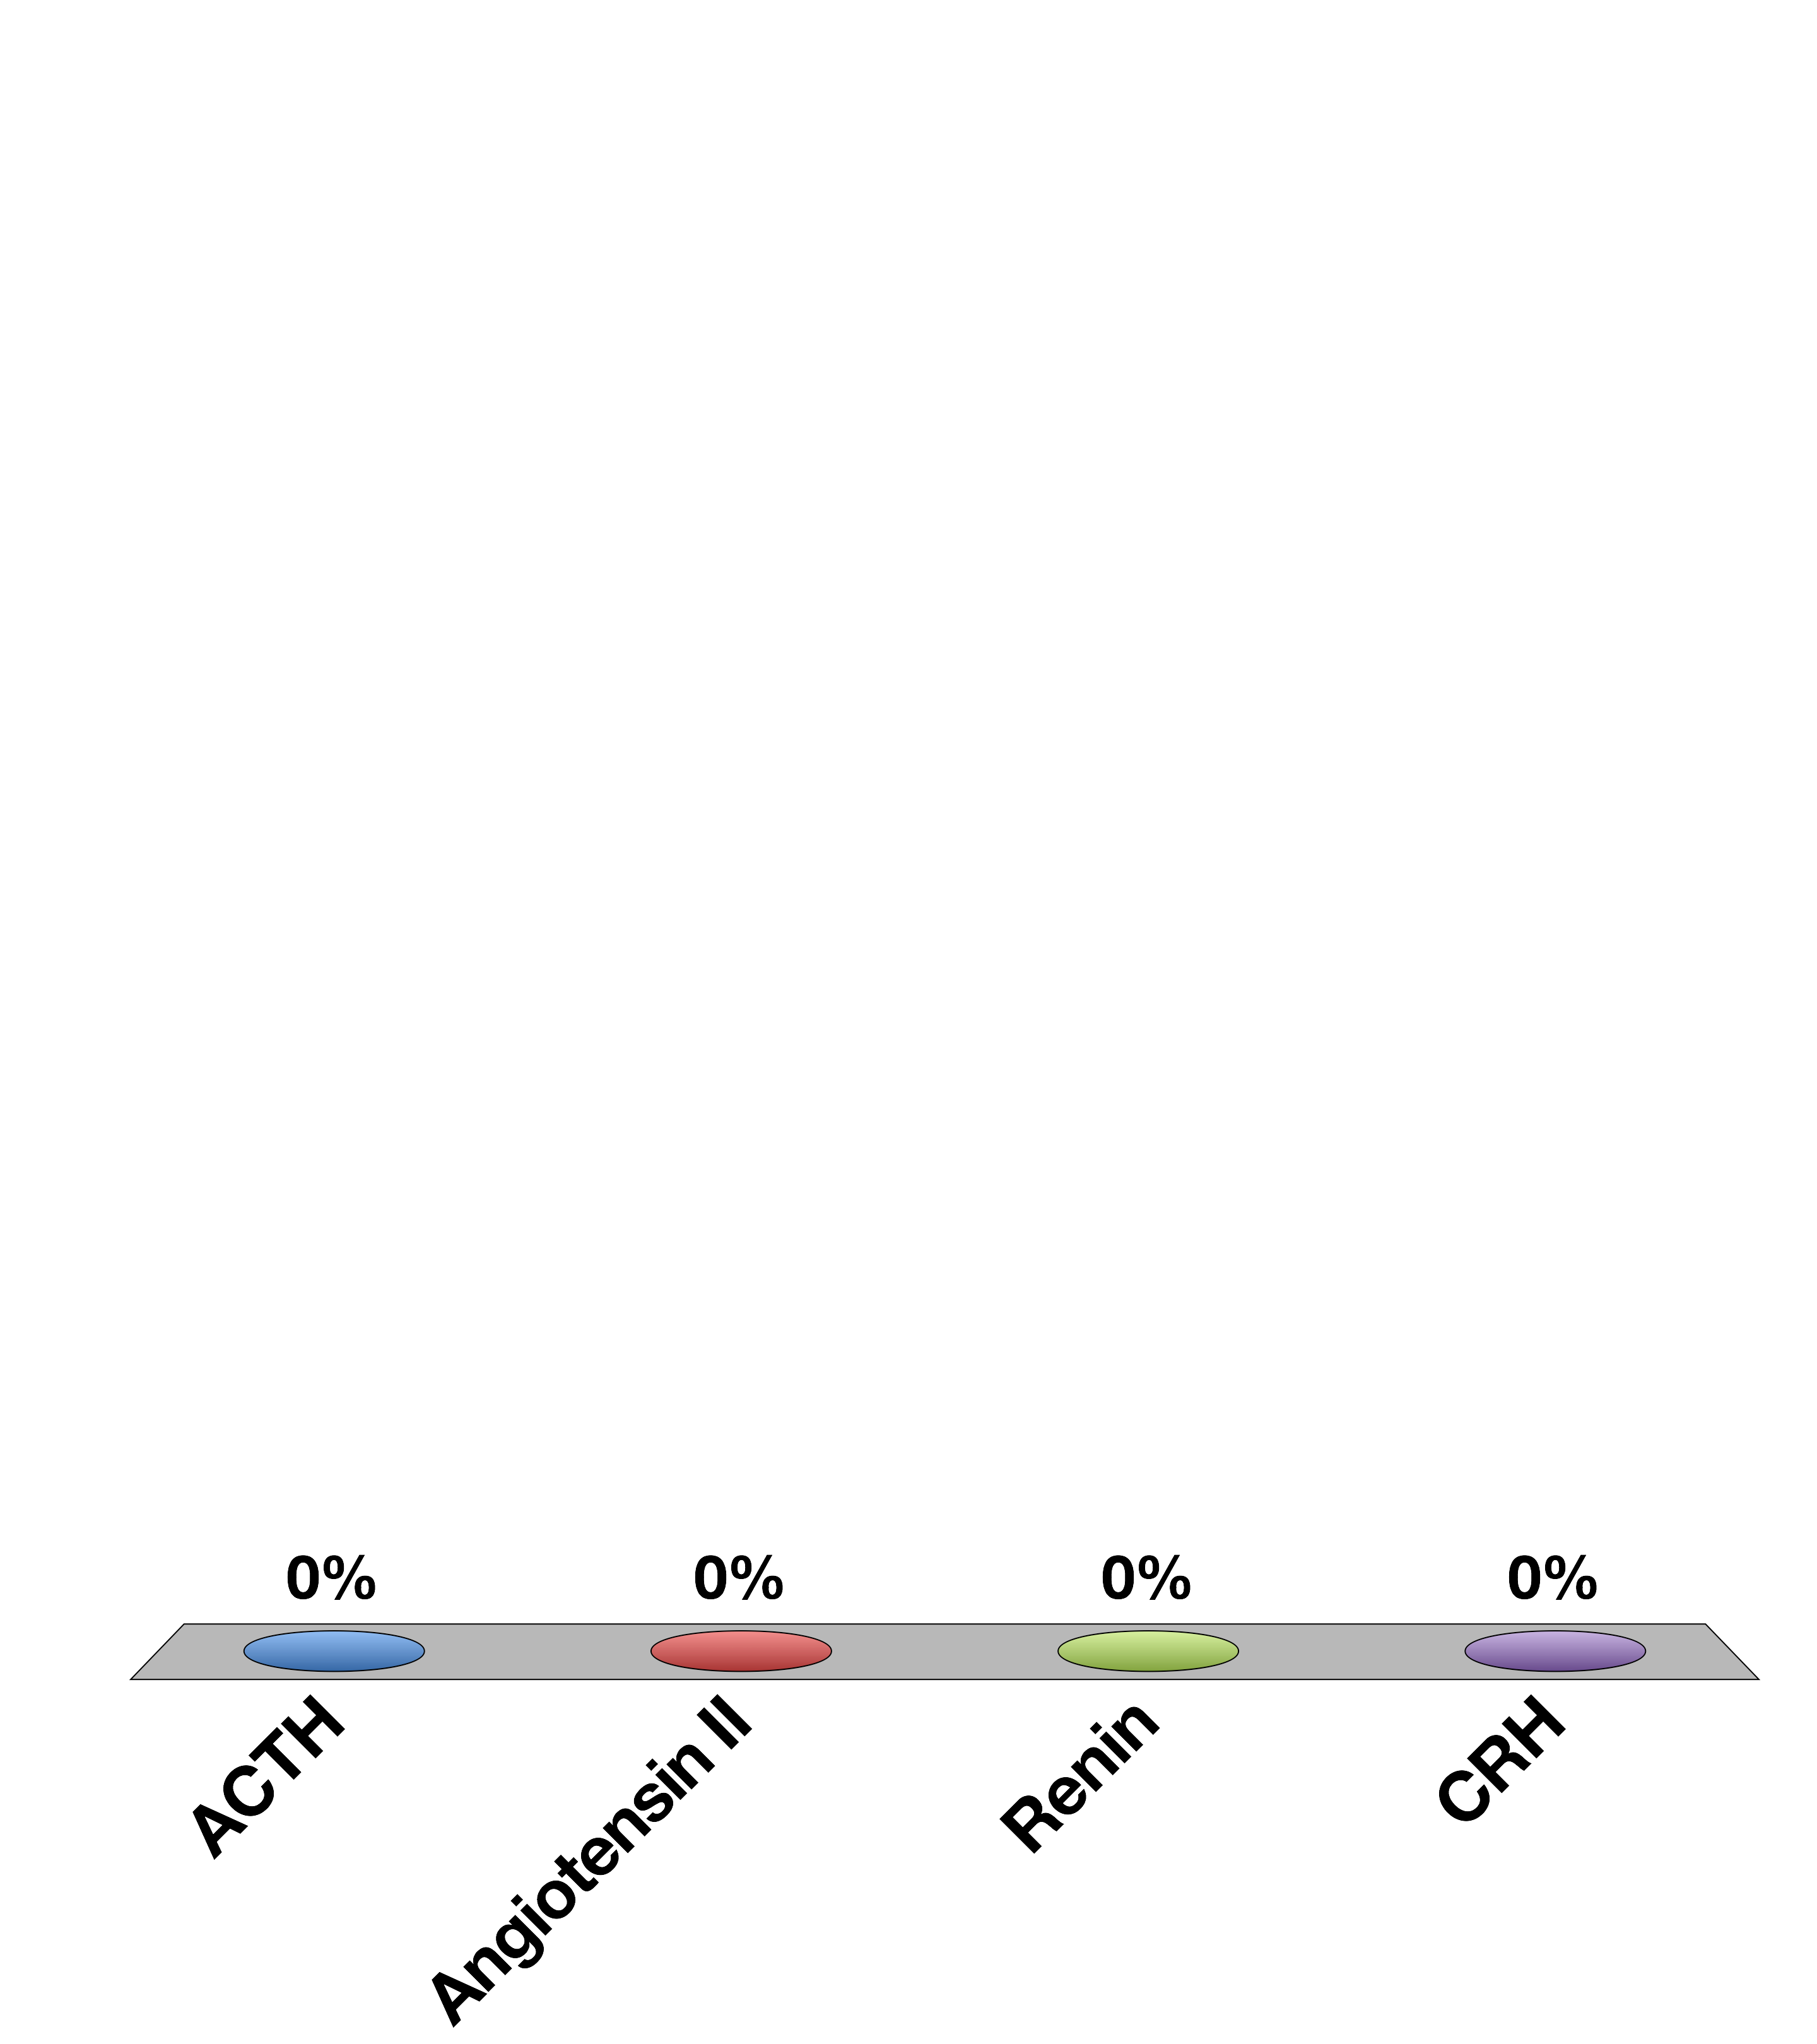 0% 0% 0% 0%
ACTH
Angiotensin II
Renin
CRH